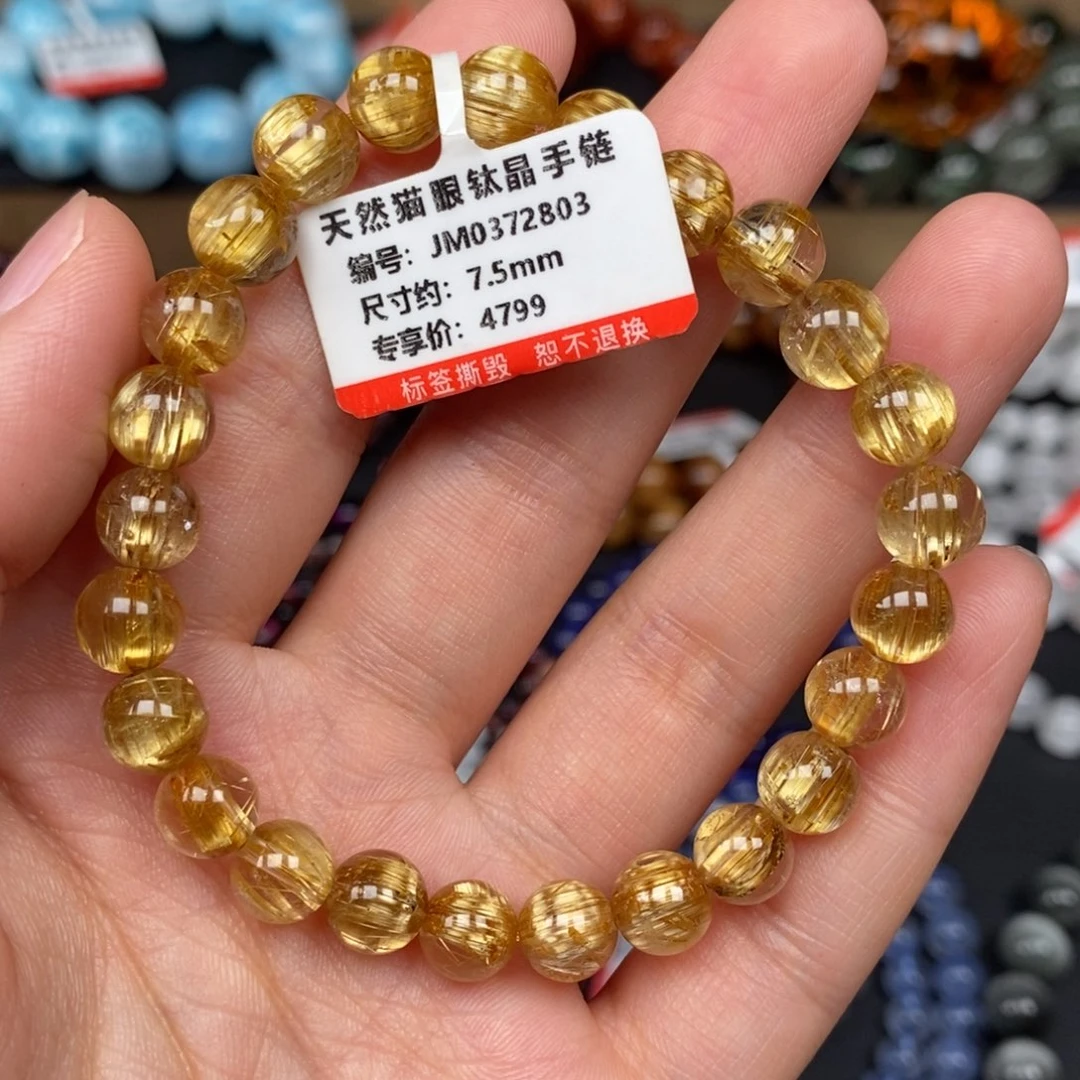 天然猫眼钛晶手链
编号：JM0372803
尺寸约：7.5mm
专享价：4799
标签撕毁 恕不退换